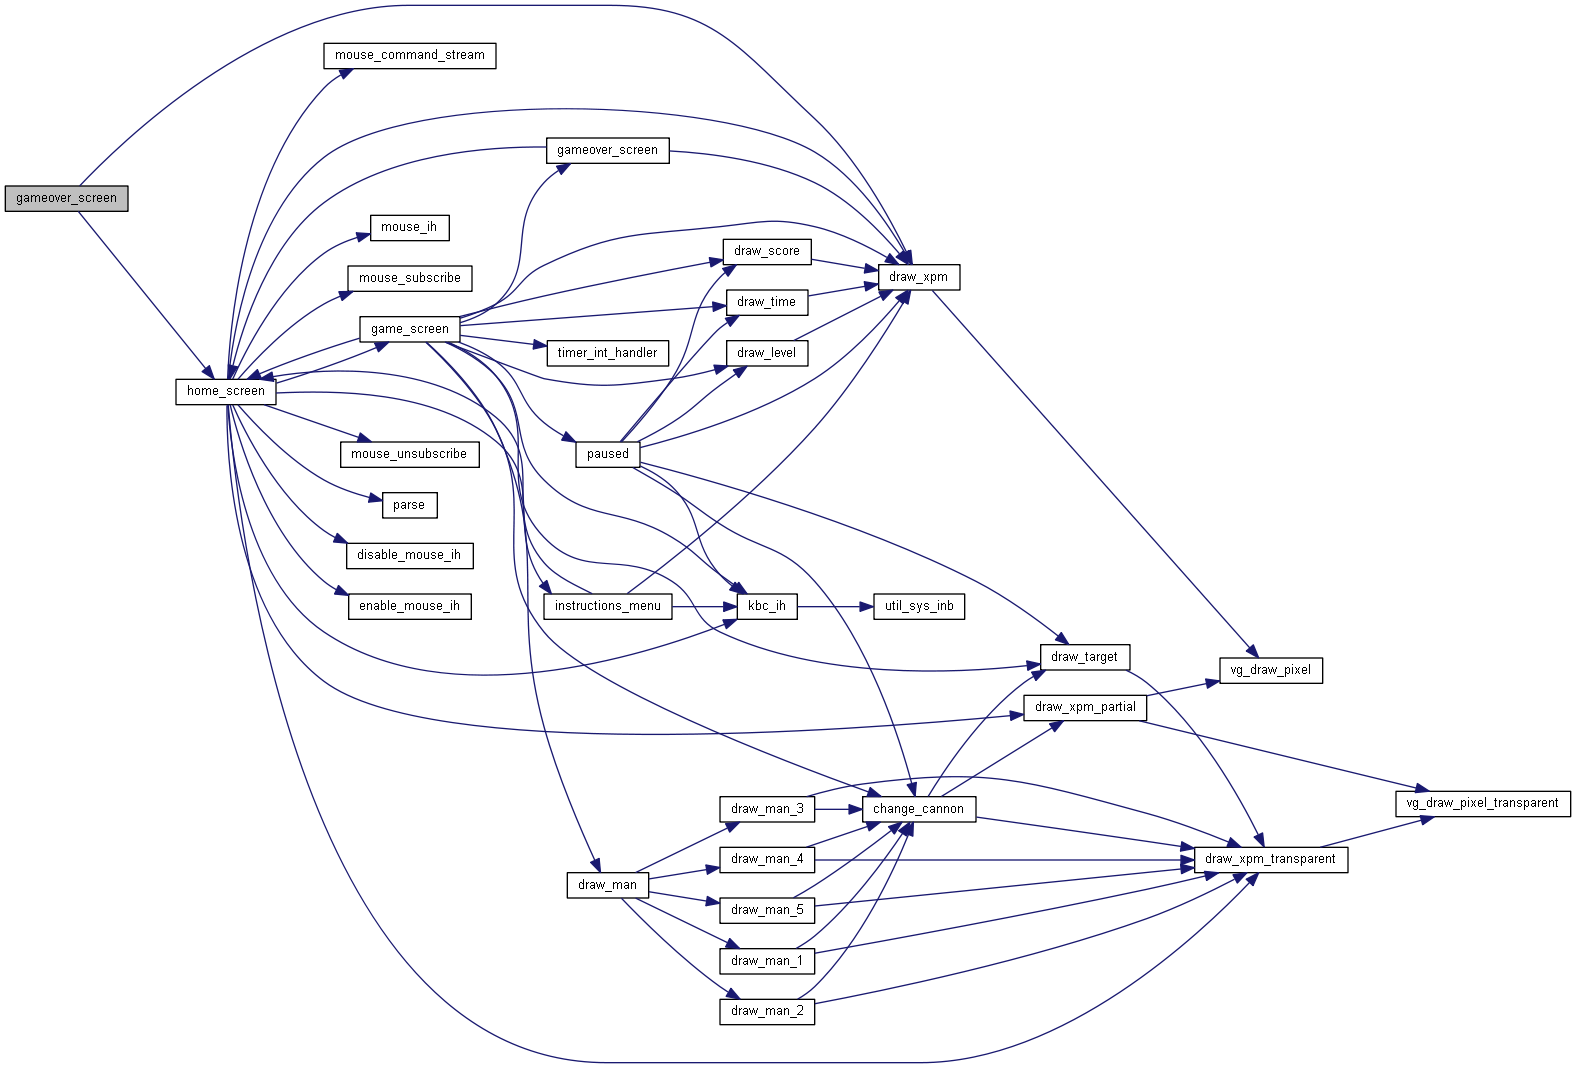 mouse_command_stream
gameover_screen
gameover_screen
mouse_ih
draw_score
mouse_subscribe
draw_xpm
draw_time
game_screen
timer_int_handler
draw_level
home_screen
mouse_unsubscribe
paused
parse
disable_mouse_ih
enable_mouse_ih
instructions_menu
kbc_ih
util_sys_inb
draw_target
vg_draw_pixel
draw_xpm_partial
draw_man_3
change_cannon
vg_draw_pixel_transparent
draw_man_4
draw_xpm_transparent
draw_man
draw_man_5
draw_man_1
draw_man_2